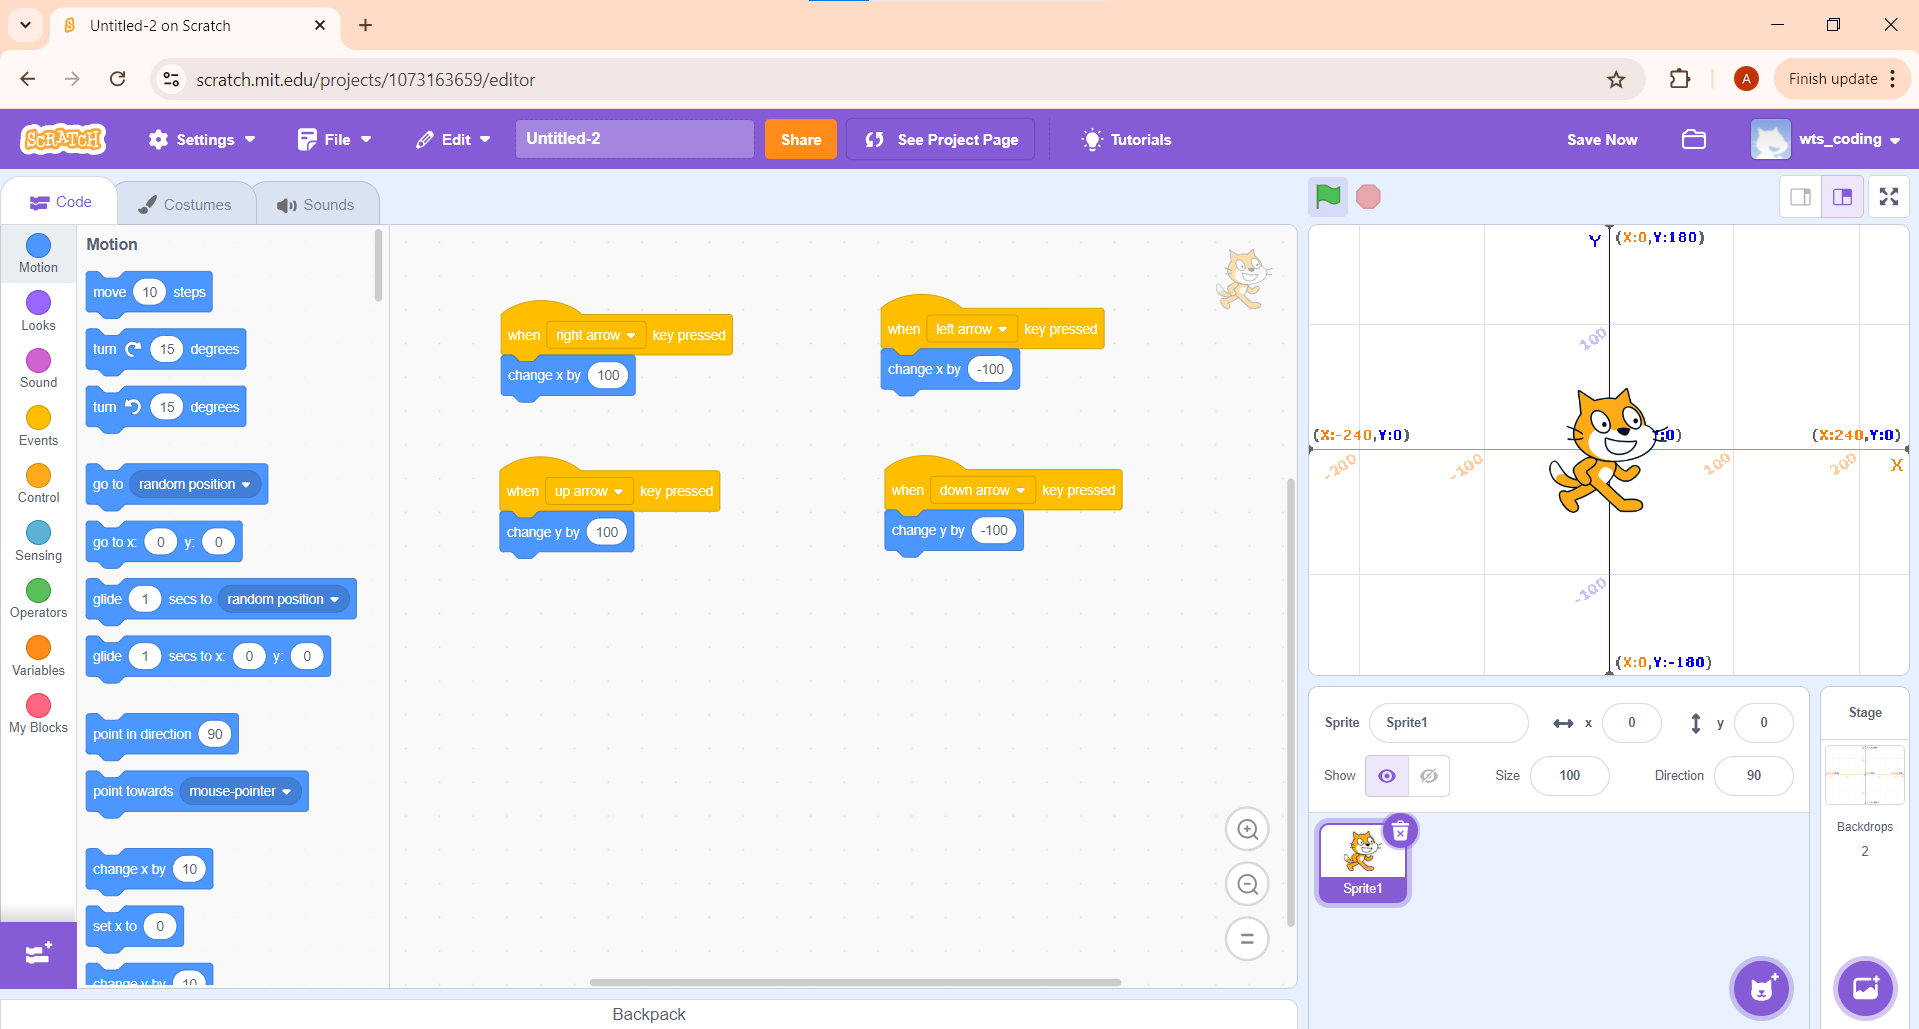 Untitled-2 on Scratch
scratch.mit.edu/projects/1073163659/editor
A
Finish update
SCRATCH
Settings
File
Edit
Untitled-2
Share
See Project Page
Tutorials
Save Now
wts_coding
Code
Costumes
Sounds
Motion
Looks
Sound
Events
Control
Sensing
Operators
Variables
My Blocks
Motion
move 10 steps
turn 15 degrees
turn 15 degrees
go to random position
go to x: 0 y: 0
glide 1 secs to random position
glide 1 secs to x: 0 y: 0
point in direction 90
point towards mouse-pointer
change x by 10
set x to 0
change y by 10
when right arrow key pressed
change x by 100
when left arrow key pressed
change x by -100
when up arrow key pressed
change y by 100
when down arrow key pressed
change y by -100
Y (X:0,Y:180)
100
(X:-240,Y:0) :0) (X:240,Y:0)
-200 -100 100 200 X
-100
(X:0,Y:-180)
Sprite Sprite1 x 0 y 0
Show Size 100 Direction 90
Sprite1
Stage
Backdrops
2
Backpack